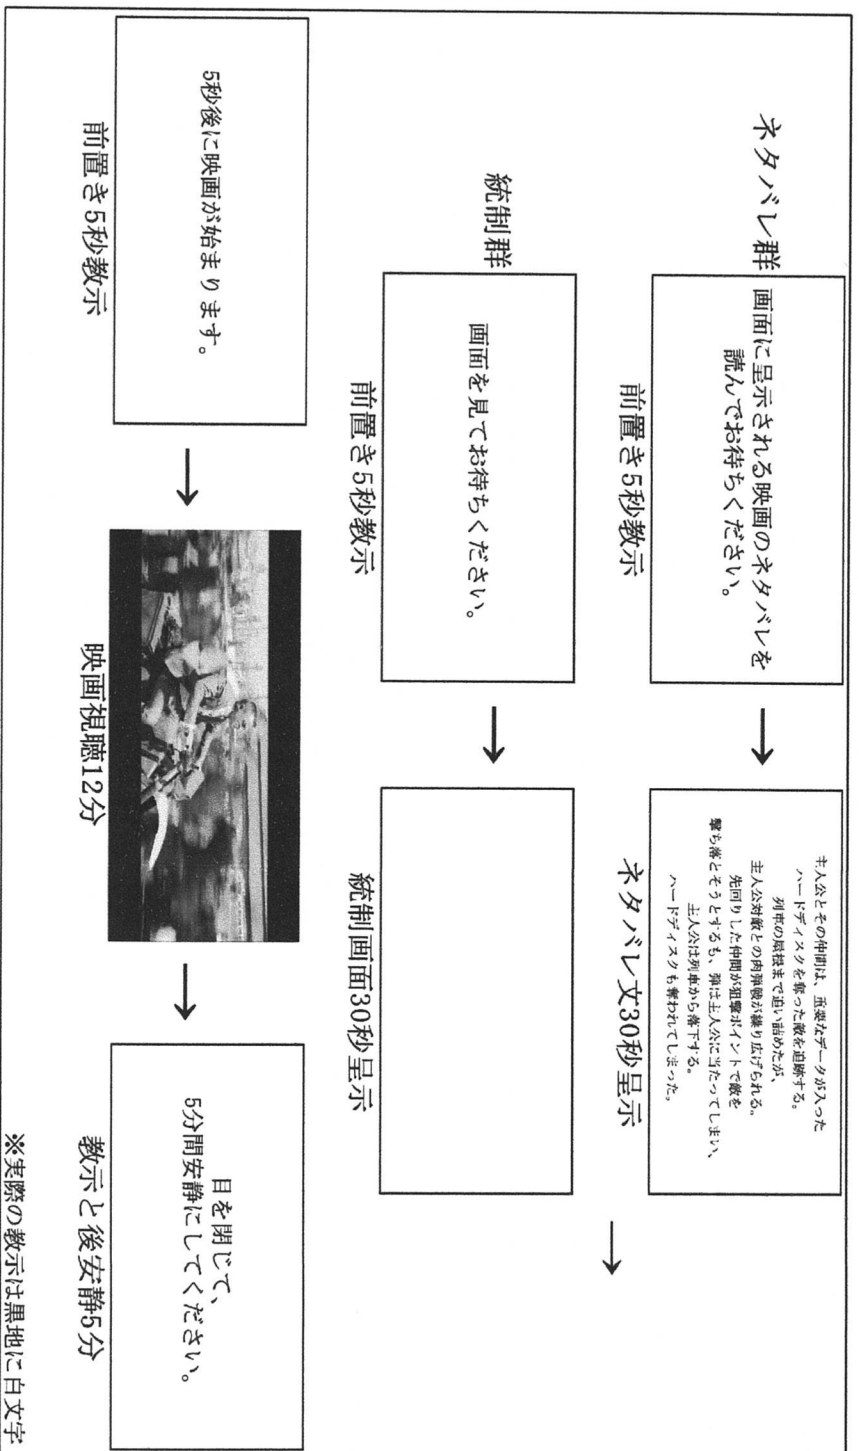 ネタバレ群
画面に呈示される映画のネタバレを
読んでお待ちください。
前置き5秒教示
主人公とその仲間は、重要なデータが入った
ハードディスクを奪った敵を追跡する。
列車の屋根まで追い詰めたが、
主人公対敵との肉弾戦が繰り広げられる。
先回りした仲間が狙撃ポイントで敵を
撃ち落とそうとするも、弾は主人公に当たってしまい、
主人公は列車から落下する。
ハードディスクも奪われてしまった。
ネタバレ文30秒呈示
統制群
画面を見てお待ちください。
前置き5秒教示
統制画面30秒呈示
5秒後に映画が始まります。
前置き5秒教示
映画視聴12分
目を閉じて、
5分間安静にしてください。
教示と後安静5分
※実際の教示は黒地に白文字